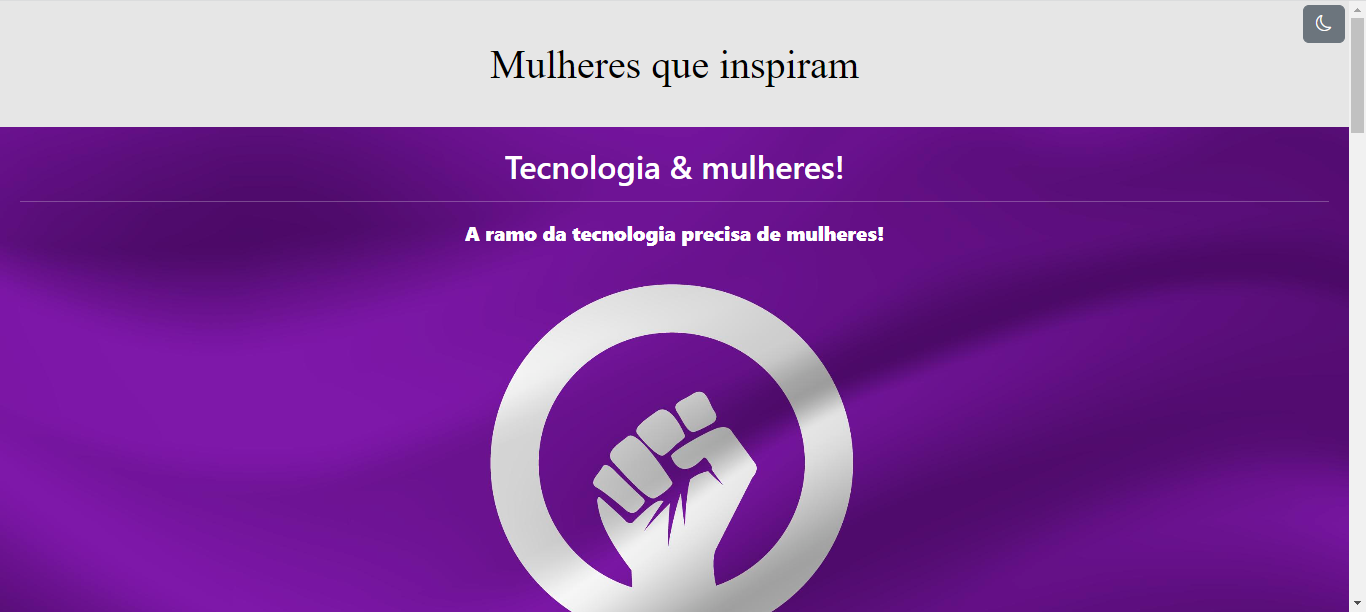 Mulheres que inspiram
Tecnologia & mulheres!
A ramo da tecnologia precisa de mulheres!